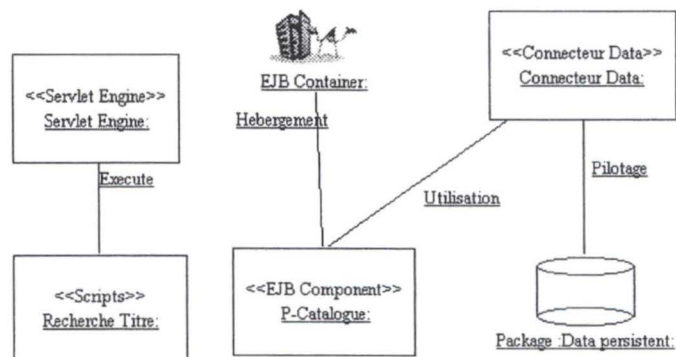 <<Connecteur Data>>
Connecteur Data:
EJB Container:
<<Servlet Engine>>
Servlet Engine:
Hebergement
Execute
Pilotage
Utilisation
<<Scripts>>
Recherche Titre:
<<EJB Component>>
P-Catalogue:
Package :Data persistent: